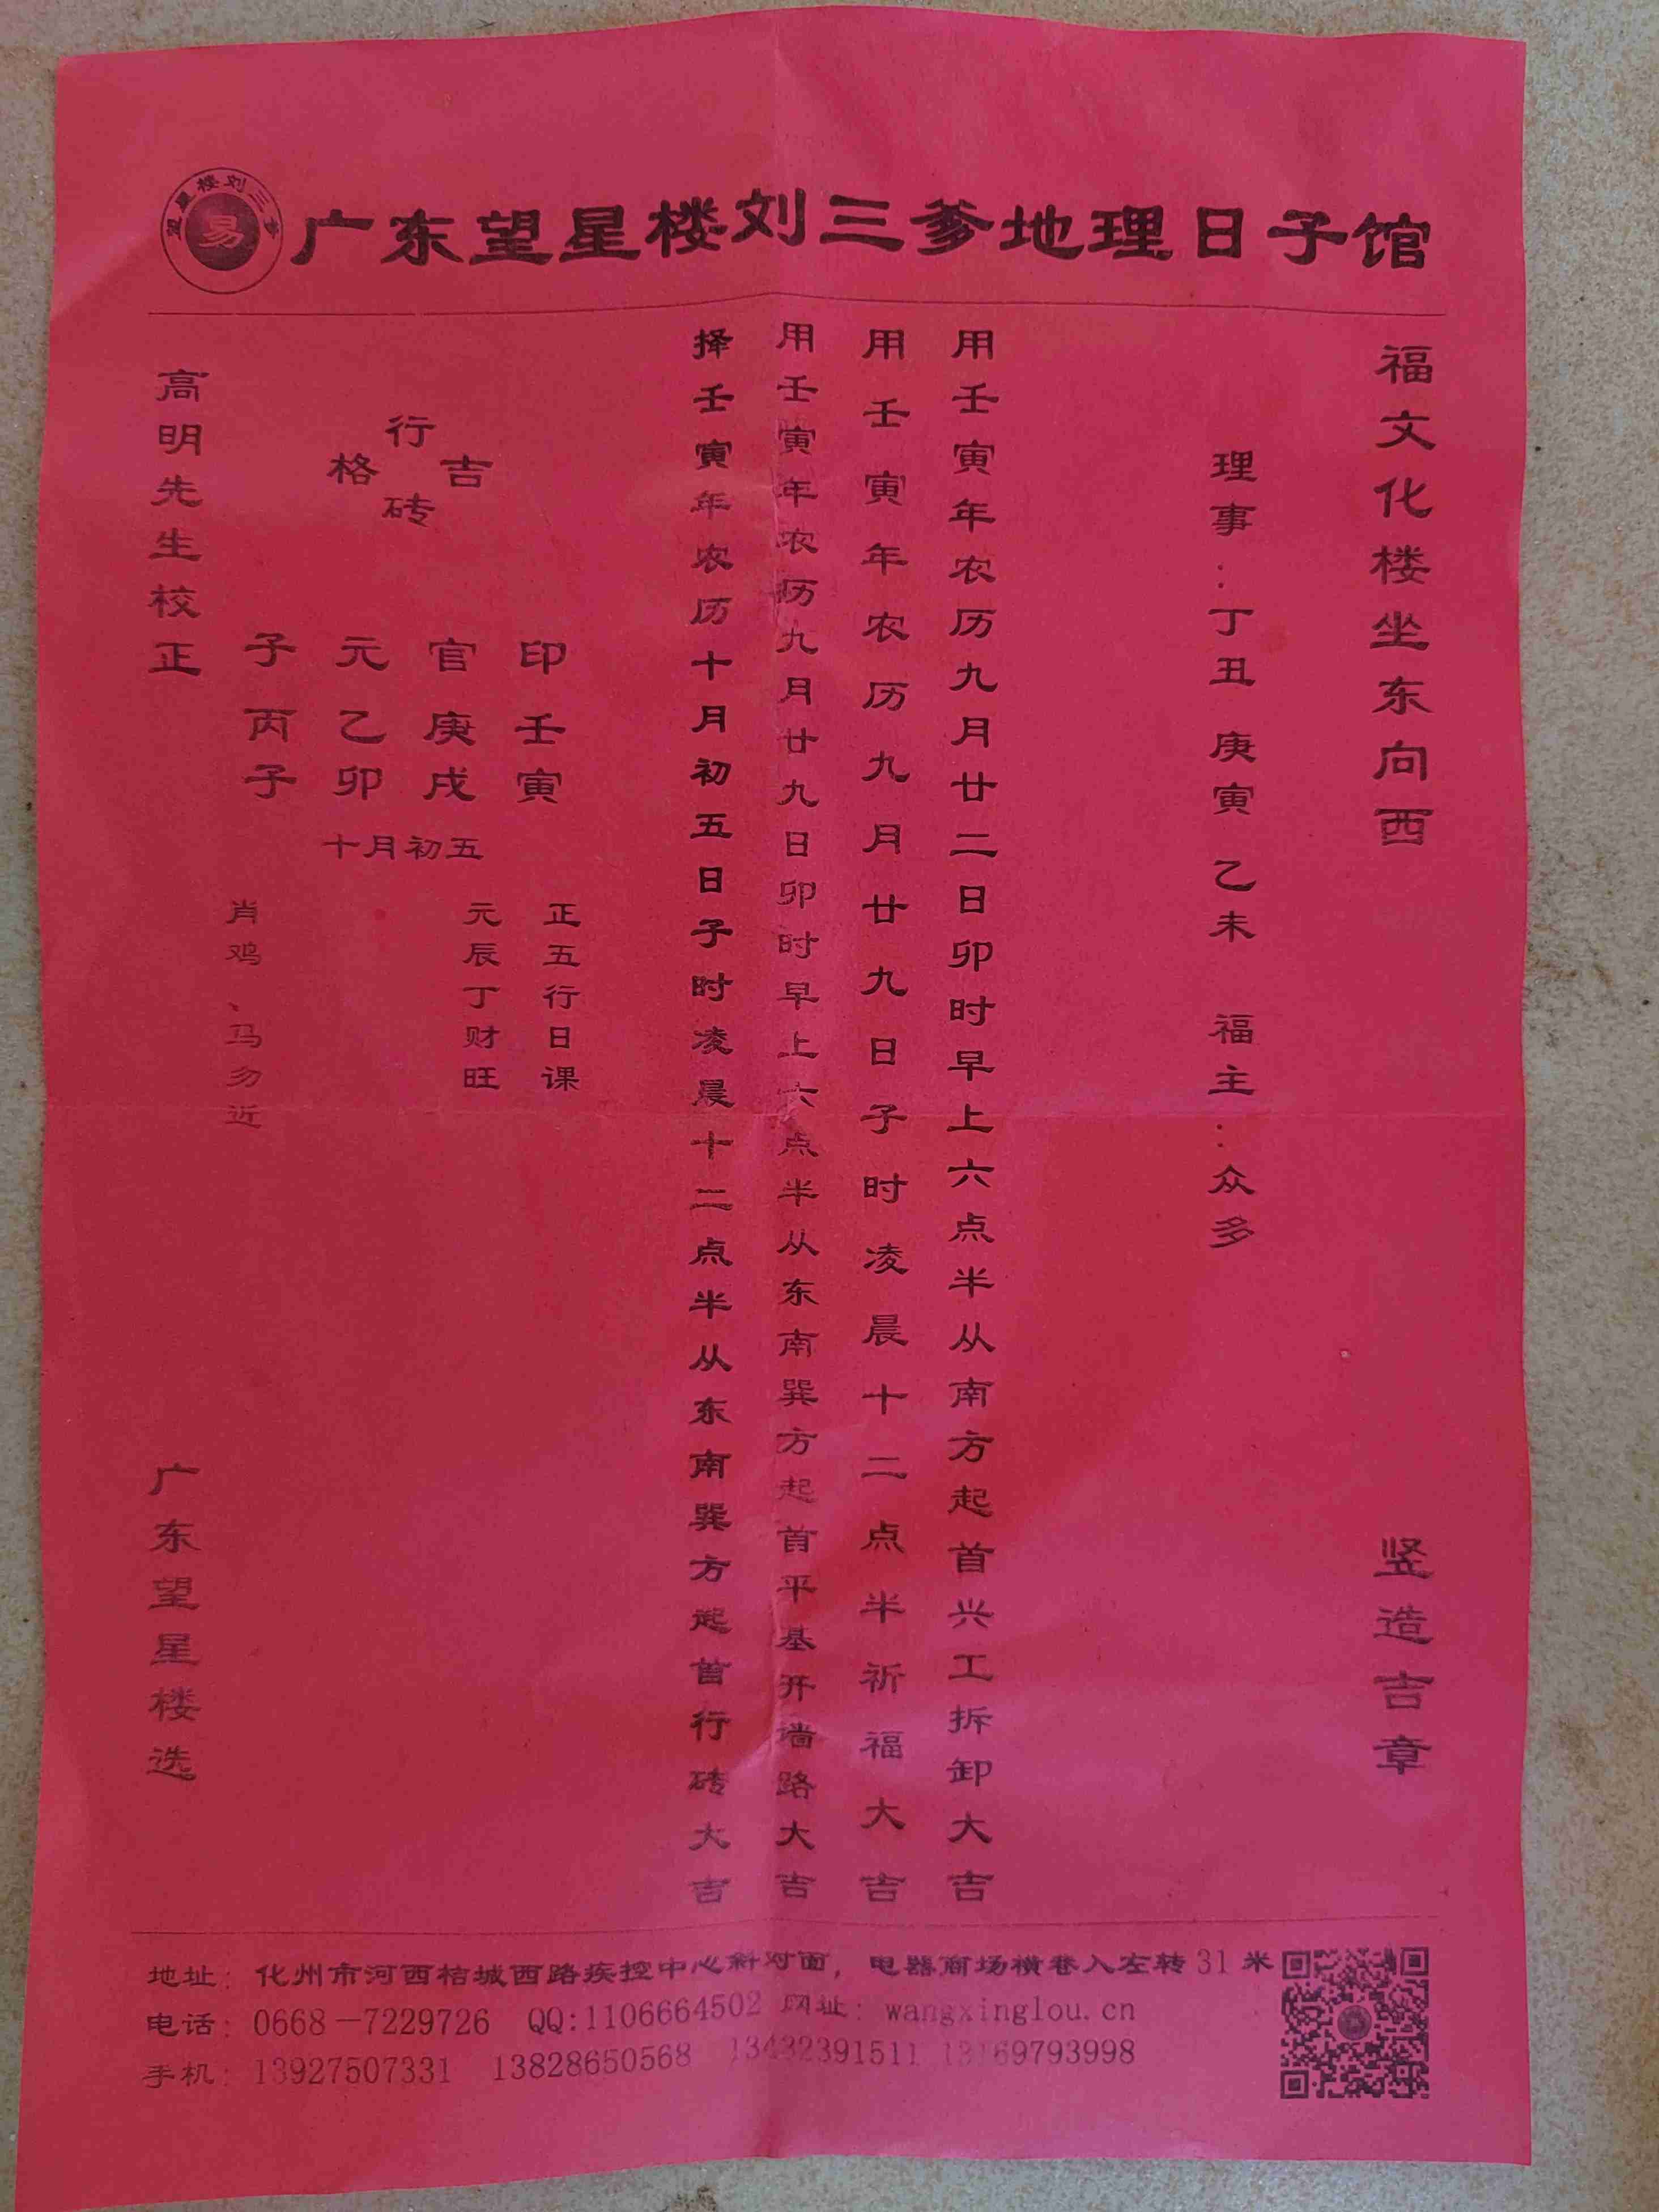 望星楼刘三爹
易
广东望星楼刘三爹地理日子馆
福文化楼坐东向西 竖造吉章
理事：丁丑 庚寅 乙未 福主：众多
用壬寅年农历九月廿二日卯时早上六点半从南方起首兴工拆卸大吉
用壬寅年农历九月廿九日子时凌晨十二点半祈福大吉
用壬寅年农历九月廿九日卯时早上六点半从东南巽方起首平基开墙路大吉
择壬寅年农历十月初五日子时凌晨十二点半从东南巽方起首行砖大吉
行
吉
砖
格
印 壬寅
官 庚戌
元 乙卯
子 丙子
十月初五
正五行日课
元辰丁财旺
肖鸡、马勿近
高明先生校正 广东望星楼选
地址：化州市河西桔城西路疾控中心斜对面，电器商场横巷入左转31米
电话：0668－7229726 QQ:1106664502 网址：wangxinglou.cn
手机：13927507331 13828650568 13432391511 13169793998